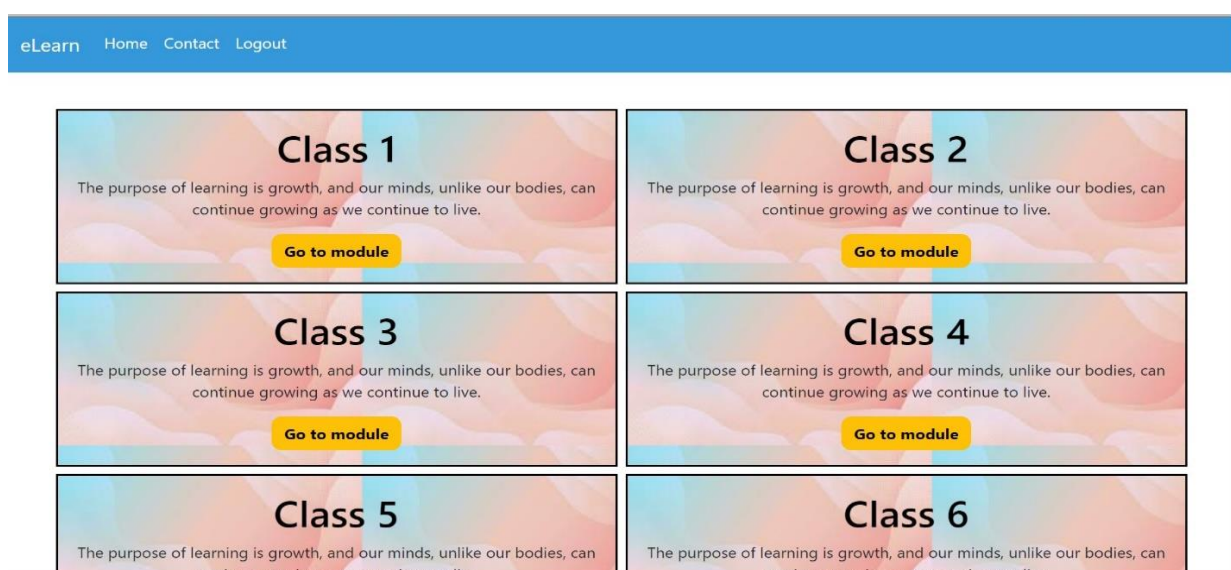 eLearn Home Contact Logout
Class 1
The purpose of learning is growth, and our minds, unlike our bodies, can
continue growing as we continue to live.
Go to module
Class 2
The purpose of learning is growth, and our minds, unlike our bodies, can
continue growing as we continue to live.
Go to module
Class 3
The purpose of learning is growth, and our minds, unlike our bodies, can
continue growing as we continue to live.
Go to module
Class 4
The purpose of learning is growth, and our minds, unlike our bodies, can
continue growing as we continue to live.
Go to module
Class 5
The purpose of learning is growth, and our minds, unlike our bodies, can
Class 6
The purpose of learning is growth, and our minds, unlike our bodies, can